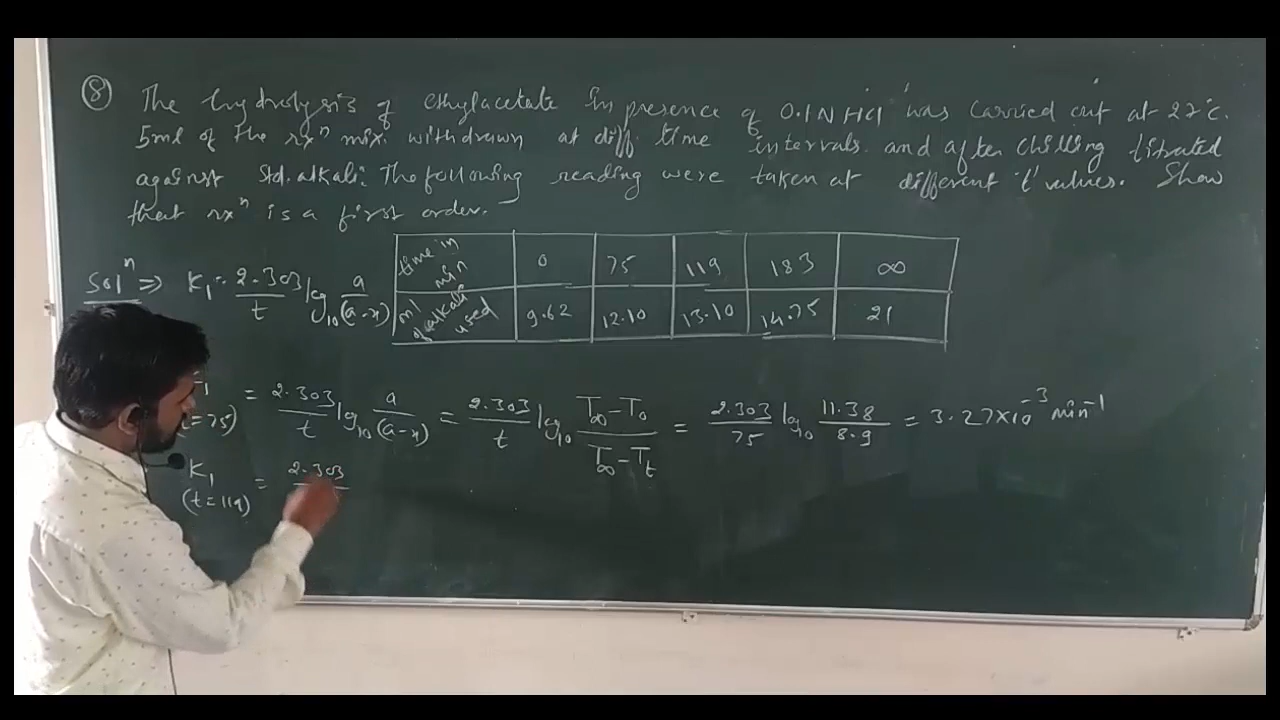 ⑧ The hydrolysis of ethylacetate in presence of 0.1N HCl was carried out at 22°c.
5ml of the rxⁿ mix. withdrawn at diff. time intervals and after chilling titrated
against std. alkali. The following reading were taken at different 't' values. Show
that rxⁿ is a first order.
time in min 0 75 119 183 ∞
ml of alkali used 9.62 12.10 13.10 14.75 21
Solⁿ ⇒ K₁ = 2.303/t log₁₀ a/(a-x)
= 2.303/t log₁₀ a/(a-x) = 2.303/t log₁₀ T∞-T₀/T∞-Tt = 2.303/75 log₁₀ 11.38/8.9 = 3.27×10⁻³ min⁻¹
K₁ (t=119) = 2.303